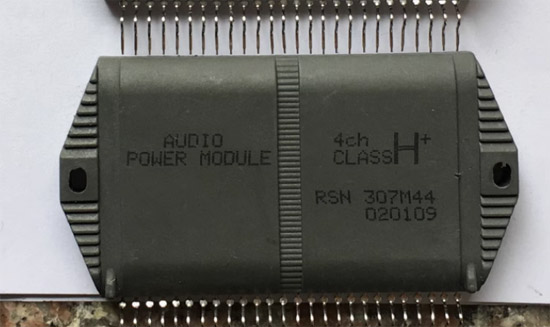 AUDIO
POWER MODULE
4ch
CLASS H+
RSN 307M44
020109